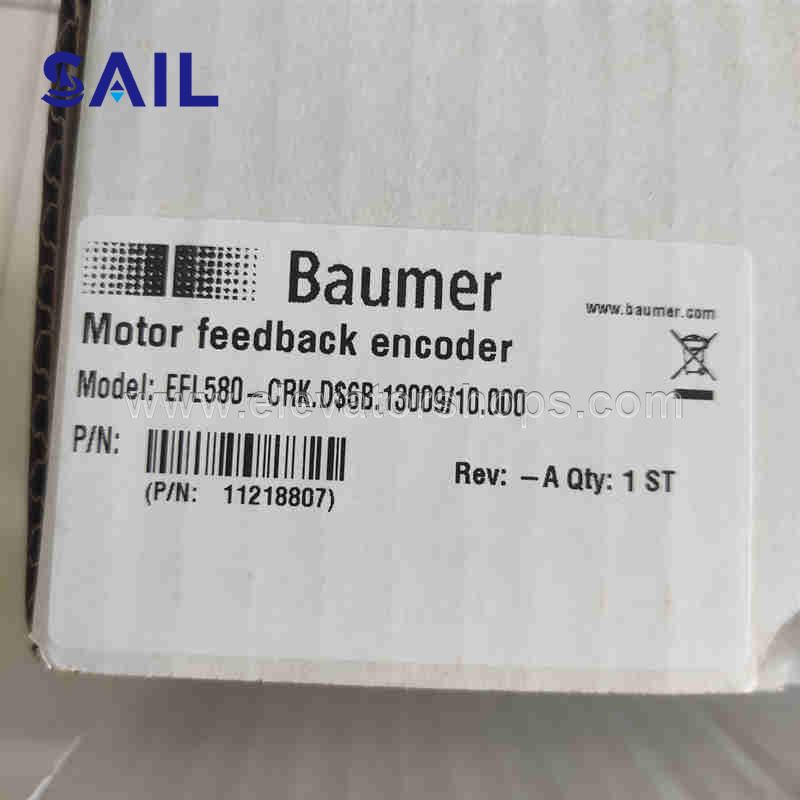 SAIL
Baumer
www.baumer.com
Motor feedback encoder
Model: EFL580-CRK.DS6B.13009/10.000
www.elevatorshops.com
P/N:
Rev: -A Qty: 1 ST
(P/N: 11218807)